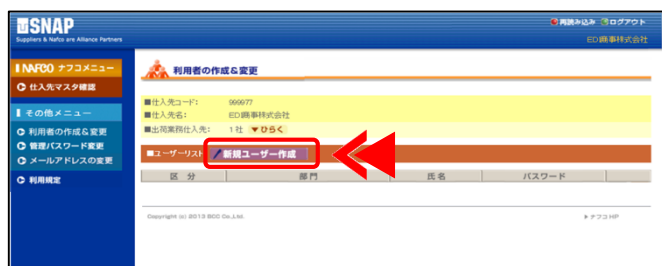 SNAP
Suppliers & Nafco are Alliance Partners
再読み込み ログアウト
ED商事株式会社
NAFCO ナフコメニュー
仕入先マスタ確認
その他メニュー
利用者の作成&変更
管理パスワード変更
メールアドレスの変更
利用規定
利用者の作成&変更
■仕入先コード: 999977
■仕入先名: ED商事株式会社
■出荷業務仕入先: 1社 ▼ひらく
■ユーザーリスト 新規ユーザー作成
区 分 部門 氏名 パスワード
Copyright (c) 2013 BCC Co.,Ltd.
ナフコHP